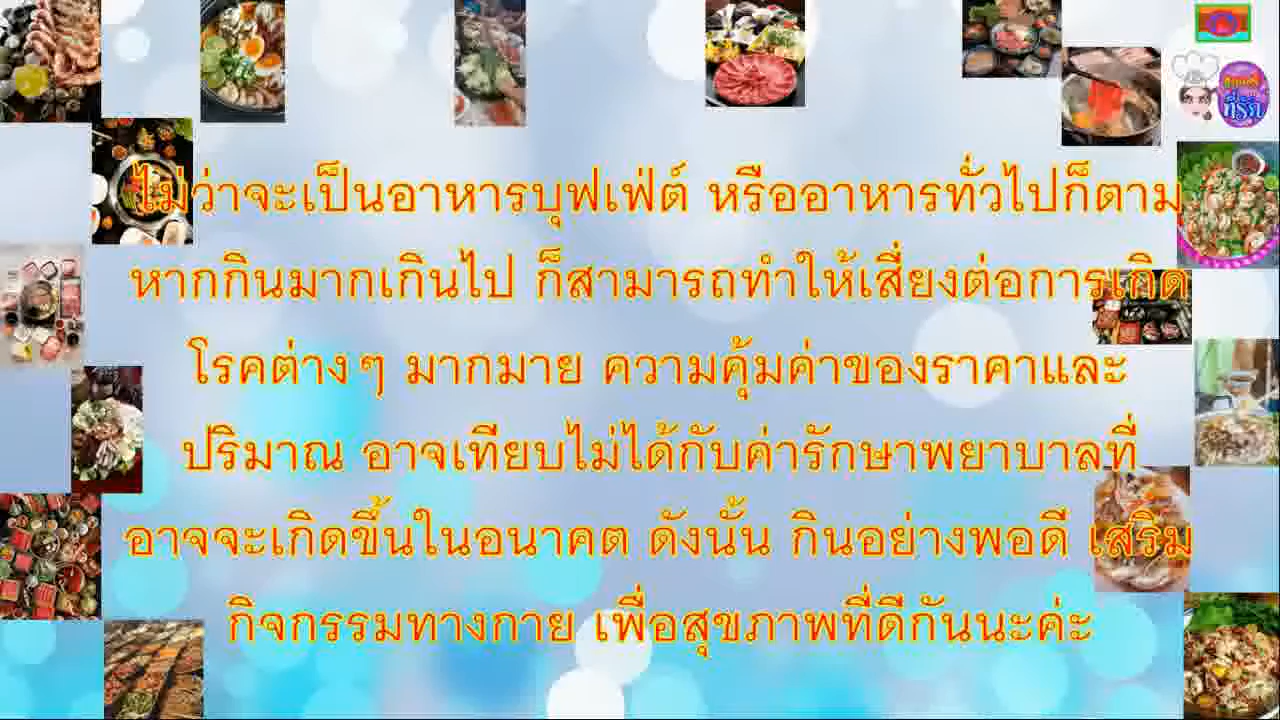 ไม่ว่าจะเป็นอาหารบุฟเฟ่ต์ หรืออาหารทั่วไปก็ตาม
หากกินมากเกินไป ก็สามารถทำให้เสี่ยงต่อการเกิด
โรคต่างๆ มากมาย ความคุ้มค่าของราคาและ
ปริมาณ อาจเทียบไม่ได้กับค่ารักษาพยาบาลที่
อาจจะเกิดขึ้นในอนาคต ดังนั้น กินอย่างพอดี เสริม
กิจกรรมทางกาย เพื่อสุขภาพที่ดีกันนะค่ะ